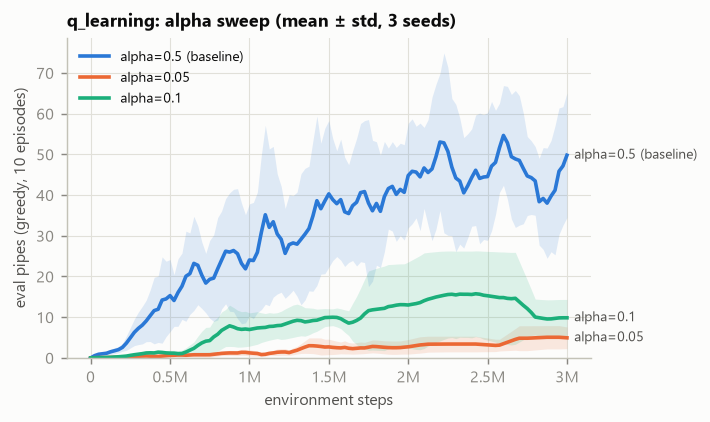 q_learning: alpha sweep (mean ± std, 3 seeds)
alpha=0.5 (baseline)
alpha=0.05
alpha=0.1
eval pipes (greedy, 10 episodes)
70
60
50
40
30
20
10
0
alpha=0.5 (baseline)
alpha=0.1
alpha=0.05
0 0.5M 1M 1.5M 2M 2.5M 3M
environment steps